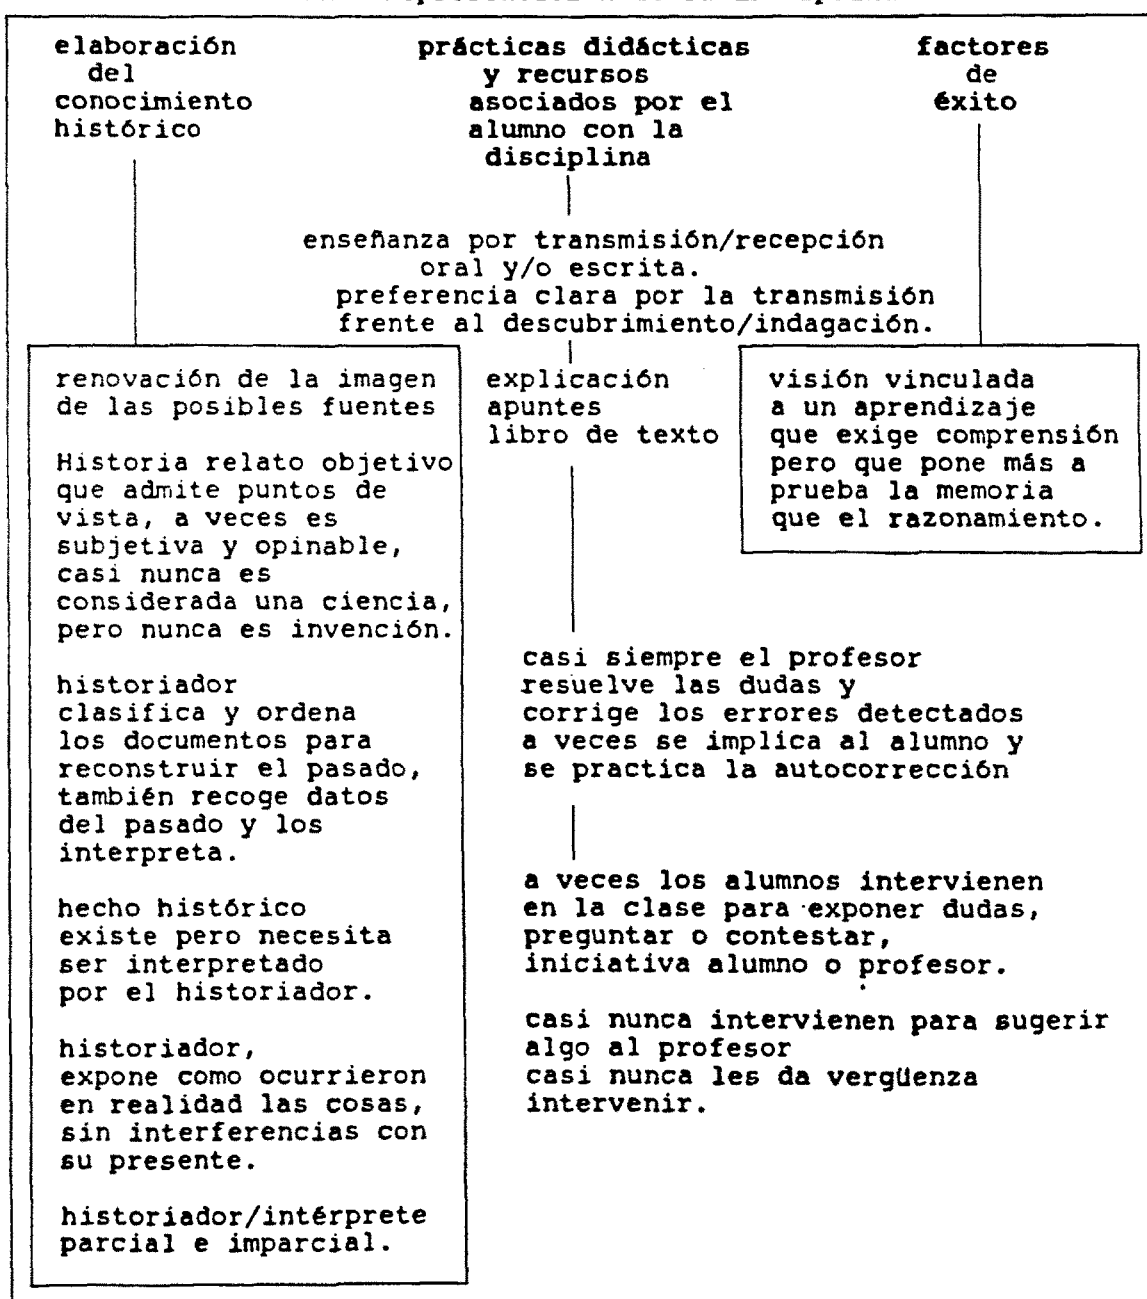 elaboración
del
conocimiento
histórico
prácticas didácticas
y recursos
asociados por el
alumno con la
disciplina
factores
de
éxito
enseñanza por transmisión/recepción
oral y/o escrita.
preferencia clara por la transmisión
frente al descubrimiento/indagación.
renovación de la imagen
de las posibles fuentes
Historia relato objetivo
que admite puntos de
vista, a veces es
subjetiva y opinable,
casi nunca es
considerada una ciencia,
pero nunca es invención.
historiador
clasifica y ordena
los documentos para
reconstruir el pasado,
también recoge datos
del pasado y los
interpreta.
hecho histórico
existe pero necesita
ser interpretado
por el historiador.
historiador,
expone como ocurrieron
en realidad las cosas,
sin interferencias con
su presente.
historiador/intérprete
parcial e imparcial.
explicación
apuntes
libro de texto
casi siempre el profesor
resuelve las dudas y
corrige los errores detectados
a veces se implica al alumno y
se practica la autocorrección
a veces los alumnos intervienen
en la clase para exponer dudas,
preguntar o contestar,
iniciativa alumno o profesor.
casi nunca intervienen para sugerir
algo al profesor
casi nunca les da vergüenza
intervenir.
visión vinculada
a un aprendizaje
que exige comprensión
pero que pone más a
prueba la memoria
que el razonamiento.